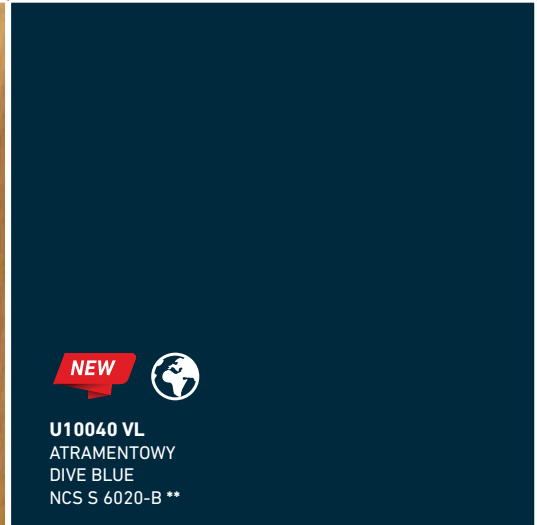 NEW
U10040 VL
ATRAMENTOWY
DIVE BLUE
NCS S 6020-B **